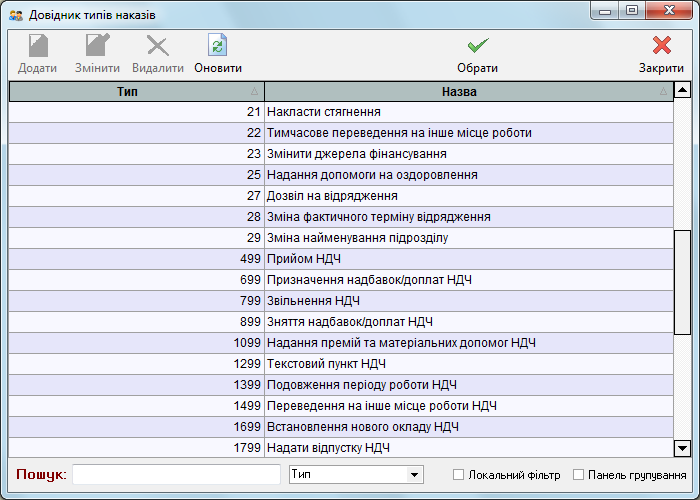 Довідник типів наказів
Додати Змінити Видалити Оновити Обрати Закрити
Тип Назва
21 Накласти стягнення
22 Тимчасове переведення на інше місце роботи
23 Змінити джерела фінансування
25 Надання допомоги на оздоровлення
27 Дозвіл на відрядження
28 Зміна фактичного терміну відрядження
29 Зміна найменування підрозділу
499 Прийом НДЧ
699 Призначення надбавок/доплат НДЧ
799 Звільнення НДЧ
899 Зняття надбавок/доплат НДЧ
1099 Надання премій та матеріальних допомог НДЧ
1299 Текстовий пункт НДЧ
1399 Подовження періоду роботи НДЧ
1499 Переведення на інше місце роботи НДЧ
1699 Встановлення нового окладу НДЧ
1799 Надати відпустку НДЧ
Пошук: Тип Локальний фільтр Панель групування